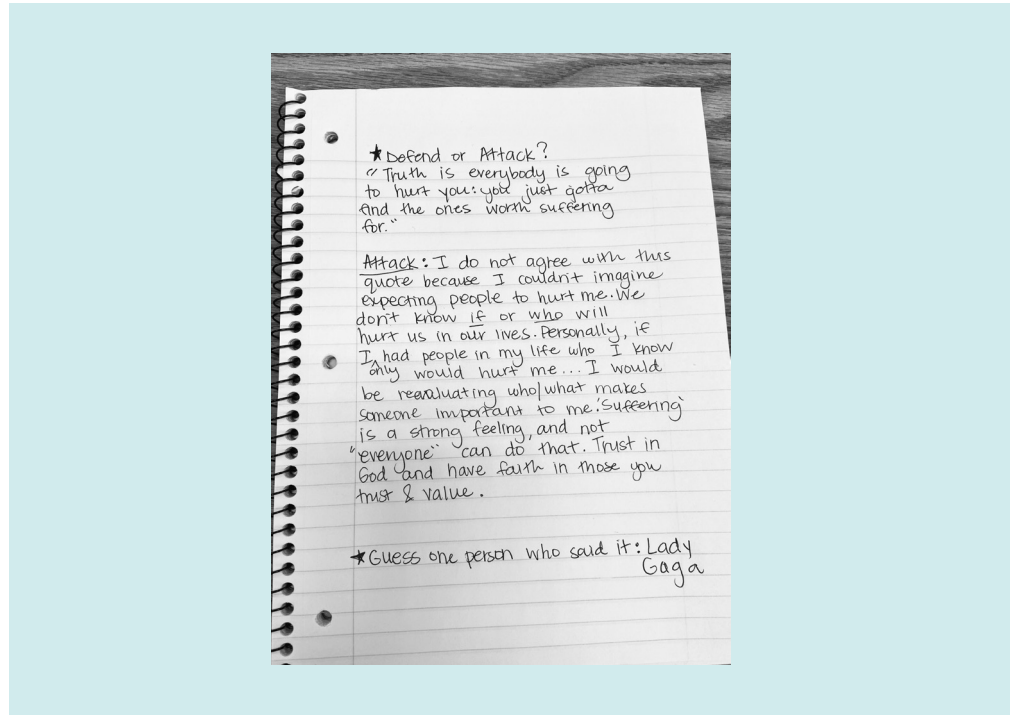 ★Defend or Attack?
"Truth is everybody is going
to hurt you: you just gotta
find the ones worth suffering
for."
Attack: I do not agree with this
quote because I couldn't imagine
expecting people to hurt me. We
don't know if or who will
hurt us in our lives. Personally, if
I only had people in my life who I know
would hurt me... I would
be reevaluating who/what makes
someone important to me. 'Suffering'
is a strong feeling, and not
"everyone" can do that. Trust in
God and have faith in those you
trust & value.
★Guess one person who said it: Lady
Gaga